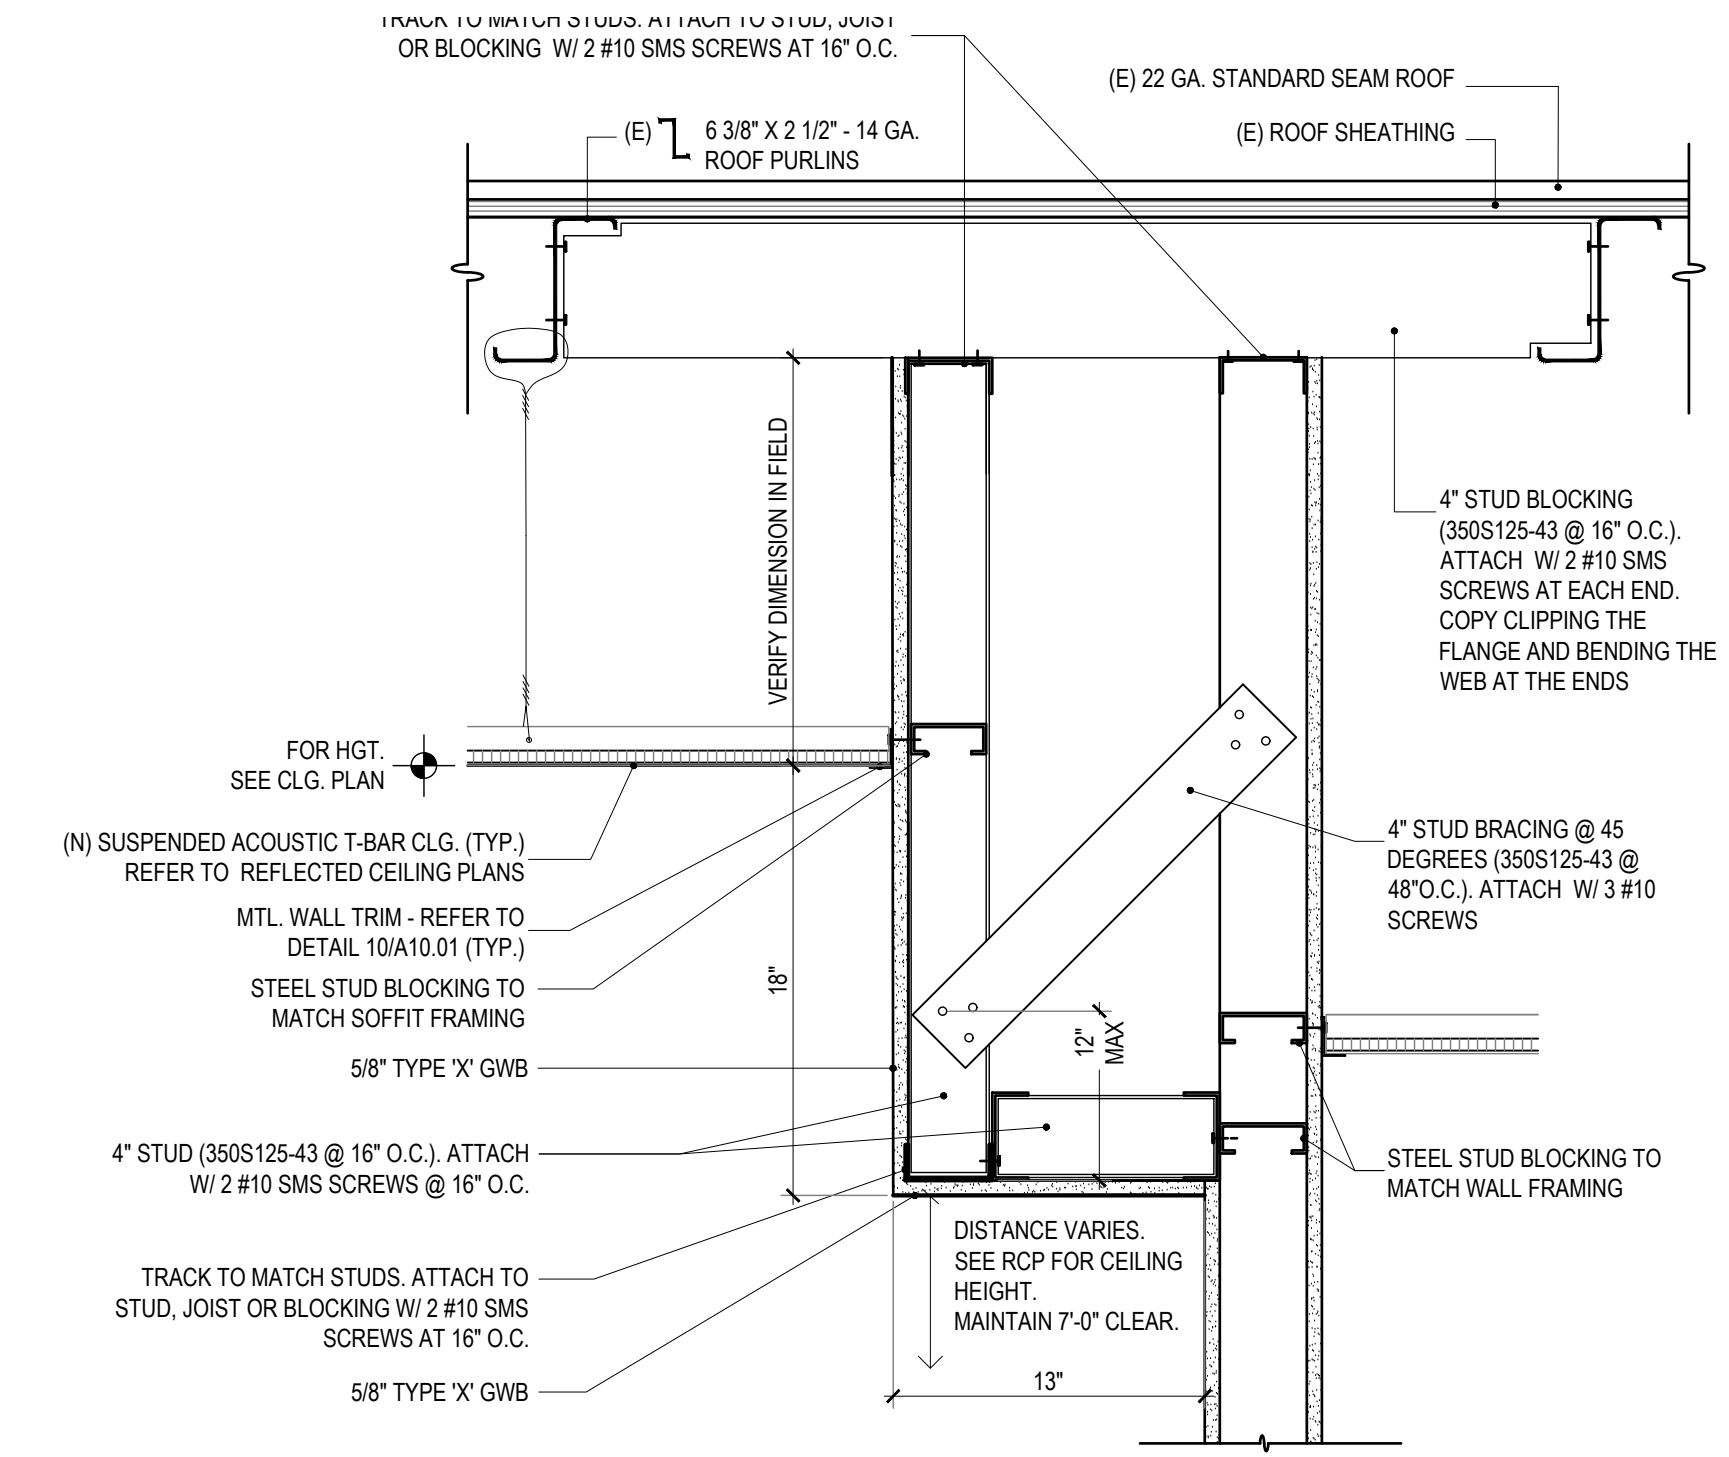 TRACK TO MATCH STUDS. ATTACH TO STUD, JOIST
OR BLOCKING W/ 2 #10 SMS SCREWS AT 16" O.C.
(E) 22 GA. STANDARD SEAM ROOF
(E) ROOF SHEATHING
(E) 6 3/8" X 2 1/2" - 14 GA.
ROOF PURLINS
VERIFY DIMENSION IN FIELD
4" STUD BLOCKING
(350S125-43 @ 16" O.C.).
ATTACH W/ 2 #10 SMS
SCREWS AT EACH END.
COPY CLIPPING THE
FLANGE AND BENDING THE
WEB AT THE ENDS
FOR HGT.
SEE CLG. PLAN
(N) SUSPENDED ACOUSTIC T-BAR CLG. (TYP.)
REFER TO REFLECTED CEILING PLANS
MTL. WALL TRIM - REFER TO
DETAIL 10/A10.01 (TYP.)
STEEL STUD BLOCKING TO
MATCH SOFFIT FRAMING
5/8" TYPE 'X' GWB
4" STUD (350S125-43 @ 16" O.C.). ATTACH
W/ 2 #10 SMS SCREWS @ 16" O.C.
TRACK TO MATCH STUDS. ATTACH TO
STUD, JOIST OR BLOCKING W/ 2 #10 SMS
SCREWS AT 16" O.C.
5/8" TYPE 'X' GWB
18"
12"
MAX
4" STUD BRACING @ 45
DEGREES (350S125-43 @
48"O.C.). ATTACH W/ 3 #10
SCREWS
STEEL STUD BLOCKING TO
MATCH WALL FRAMING
DISTANCE VARIES.
SEE RCP FOR CEILING
HEIGHT.
MAINTAIN 7'-0" CLEAR.
13"